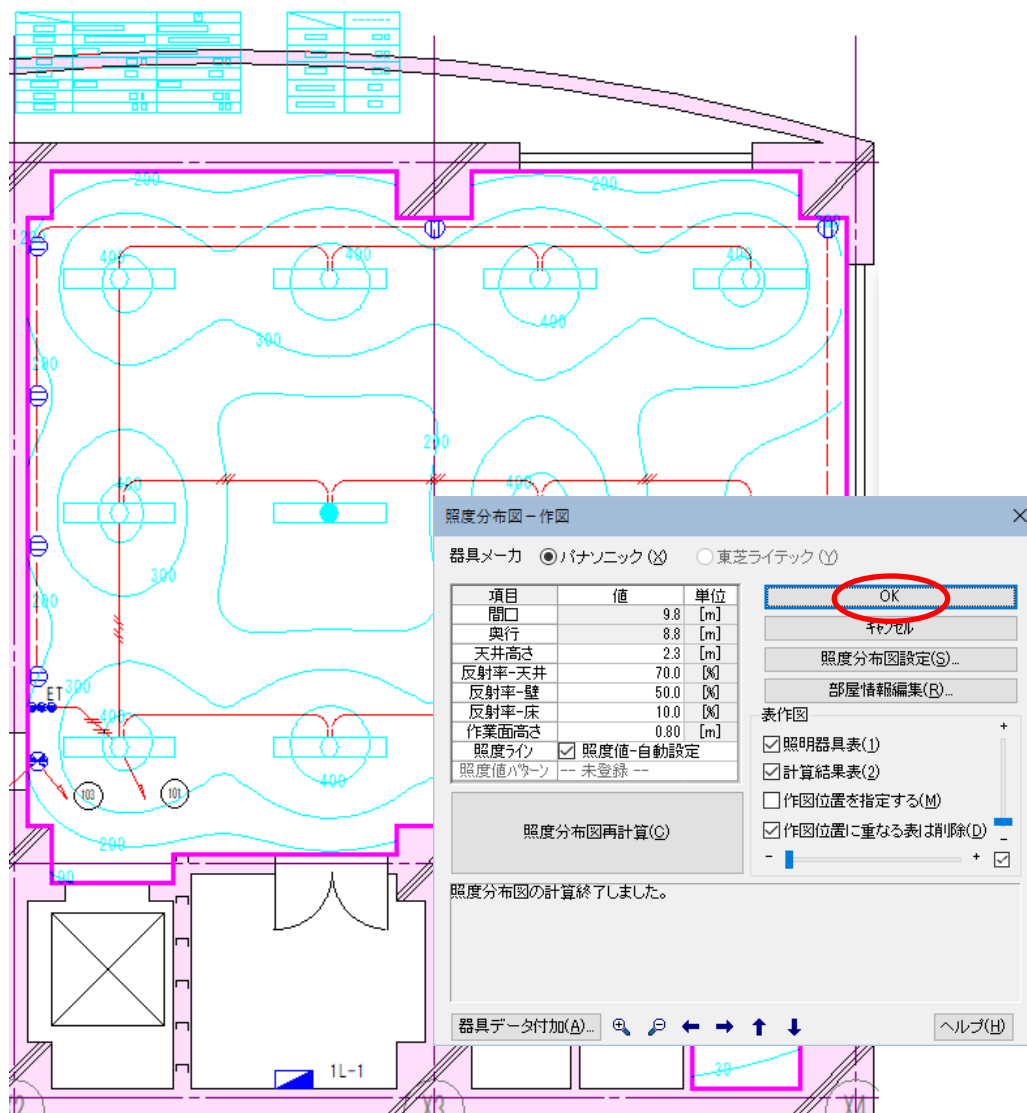 200
200
200
200
400
400
400
400
300
200
200
400
400
300
200
ET
300
400
400
103
101
200
100
1L-1
30
X2
X3
X4
照度分布図－作図
器具メーカ パナソニック(X) 東芝ライテック(Y)
項目 値 単位
間口 9.8 [m]
奥行 8.8 [m]
天井高さ 2.3 [m]
反射率-天井 70.0 [%]
反射率-壁 50.0 [%]
反射率-床 10.0 [%]
作業面高さ 0.80 [m]
照度ライン 照度値-自動設定
照度値パターン -- 未登録 --
OK
キャンセル
照度分布図設定(S)...
部屋情報編集(R)...
表作図
照明器具表(1)
計算結果表(2)
作図位置を指定する(M)
作図位置に重なる表は削除(D)
+
-
- +
照度分布図再計算(C)
照度分布図の計算終了しました。
器具データ付加(A)...
ヘルプ(H)